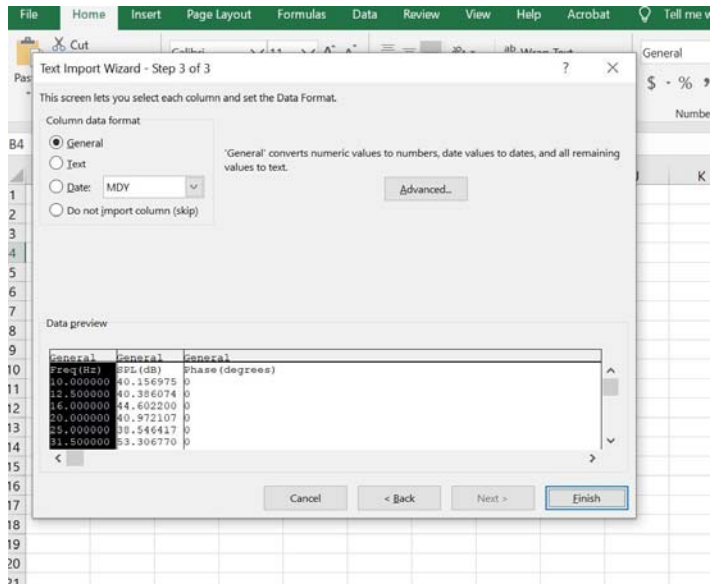 File Home Insert Page Layout Formulas Data Review View Help Acrobat Tell me w
Cut
General
Pas
Text Import Wizard - Step 3 of 3 ? ×
$ - % 9
This screen lets you select each column and set the Data Format.
Numbe
Column data format
B4
General
'General' converts numeric values to numbers, date values to dates, and all remaining
values to text.
Text
Date: MDY
Advanced...
Do not import column (skip)
K
1
2
3
4
5
6
7
Data preview
8
9
General General General
10
Freq(Hz) SPL(dB) Phase(degrees)
10.000000 40.156975 0
11
12.500000 40.386074 0
12
16.000000 44.602200 0
20.000000 40.972107 0
13
25.000000 38.546417 0
14
31.500000 53.306770 0
15
16
Cancel < Back Next > Finish
17
18
19
20
21